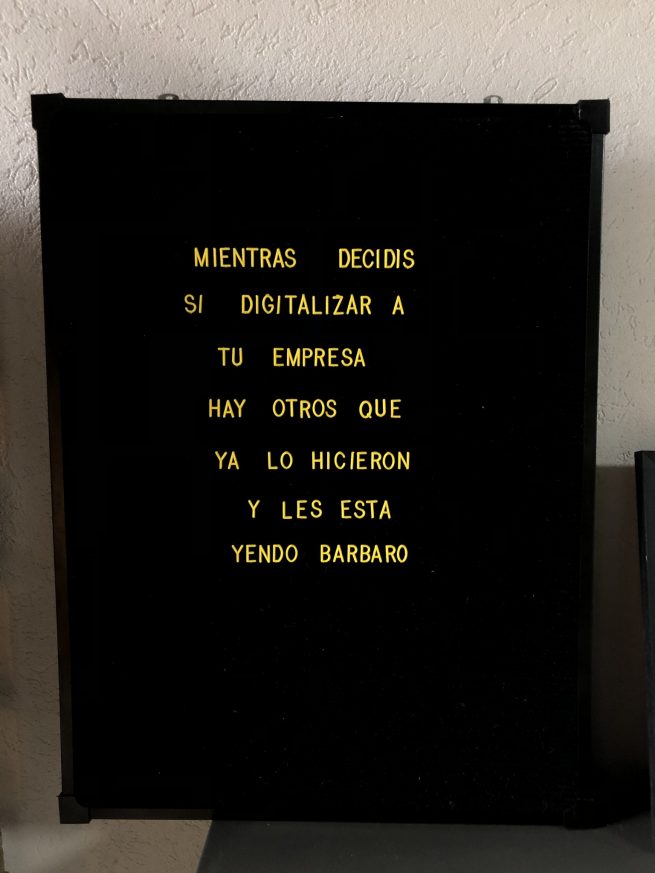 MIENTRAS DECIDIS
SI DIGITALIZAR A
TU EMPRESA
HAY OTROS QUE
YA LO HICIERON
Y LES ESTA
YENDO BARBARO